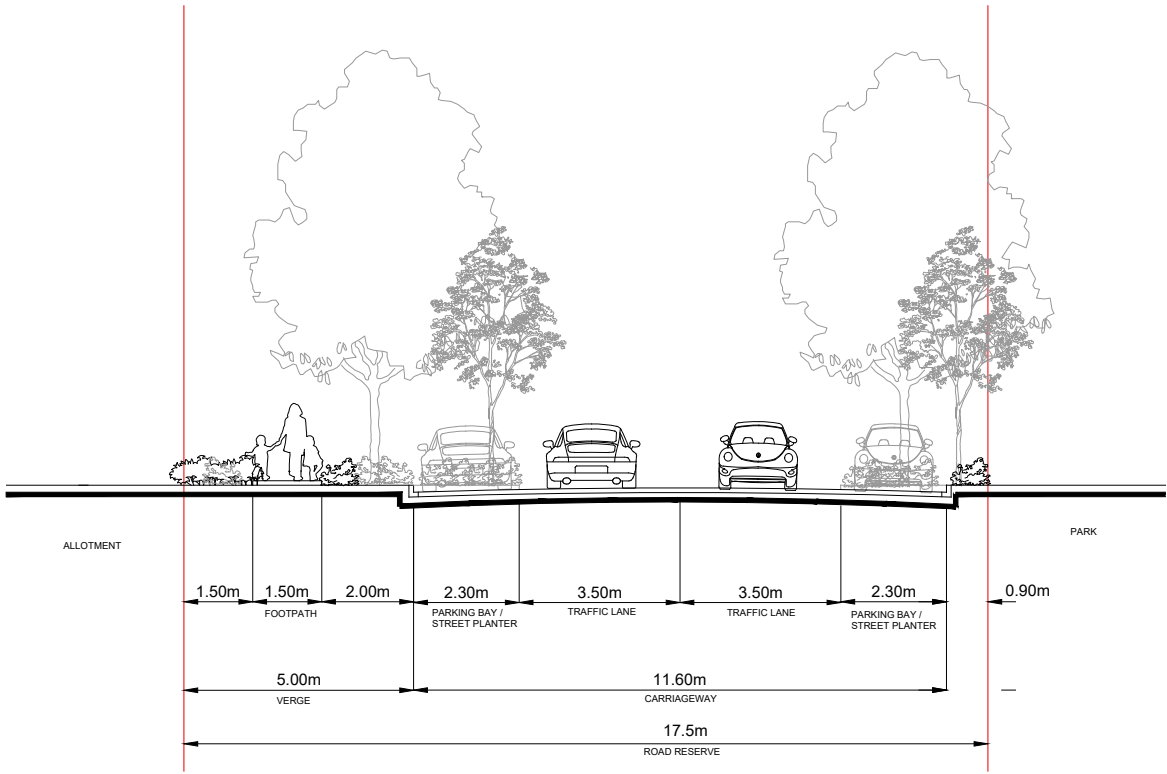 ALLOTMENT
PARK
1.50m
1.50m
2.00m
2.30m
3.50m
3.50m
2.30m
0.90m
FOOTPATH
PARKING BAY /
STREET PLANTER
TRAFFIC LANE
TRAFFIC LANE
PARKING BAY /
STREET PLANTER
5.00m
11.60m
VERGE
CARRIAGEWAY
17.5m
ROAD RESERVE